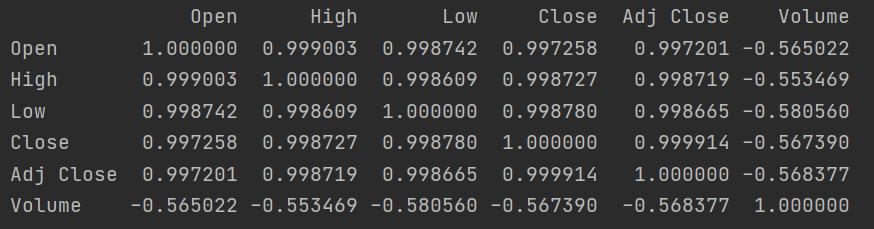 Open High Low Close Adj Close Volume
Open 1.000000 0.999003 0.998742 0.997258 0.997201 -0.565022
High 0.999003 1.000000 0.998609 0.998727 0.998719 -0.553469
Low 0.998742 0.998609 1.000000 0.998780 0.998665 -0.580560
Close 0.997258 0.998727 0.998780 1.000000 0.999914 -0.567390
Adj Close 0.997201 0.998719 0.998665 0.999914 1.000000 -0.568377
Volume -0.565022 -0.553469 -0.580560 -0.567390 -0.568377 1.000000